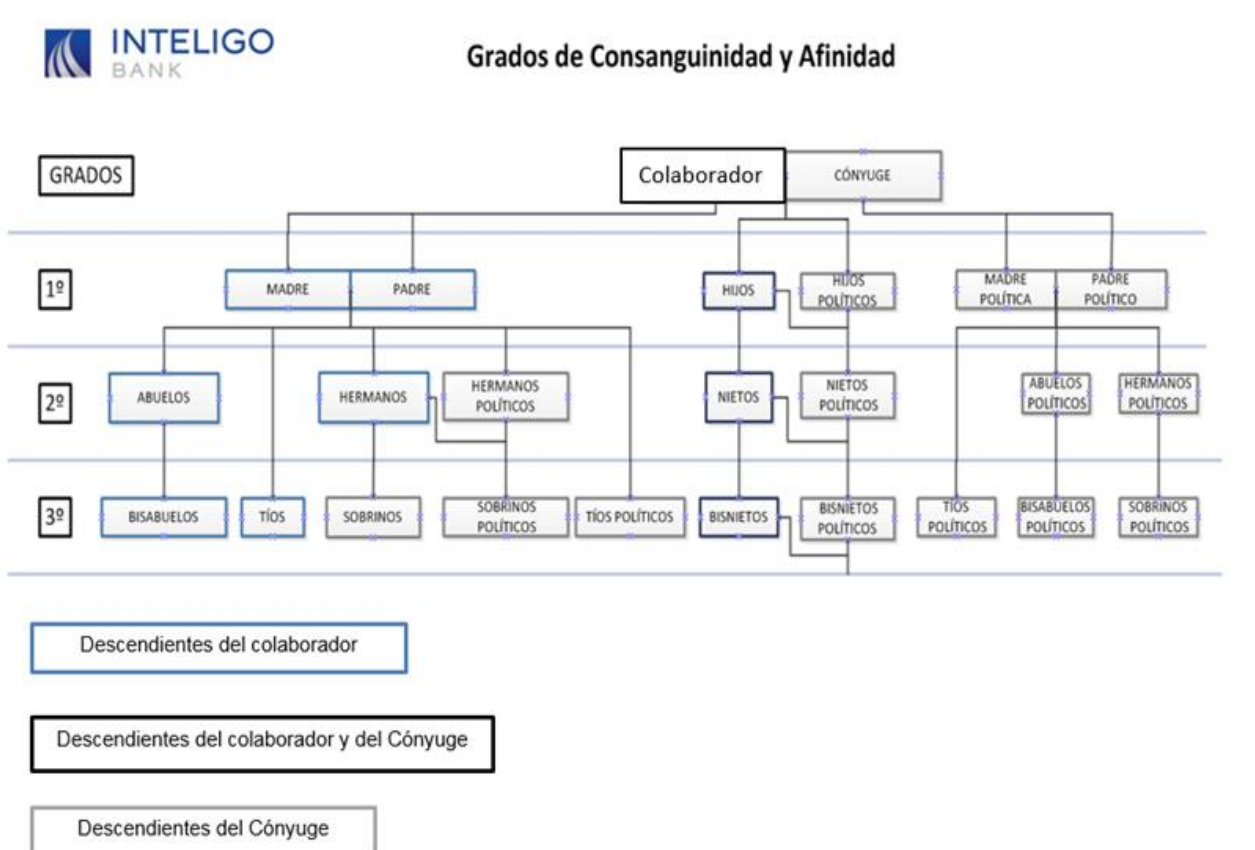 INTELIGO
BANK
Grados de Consanguinidad y Afinidad
GRADOS
Colaborador
CÓNYUGE
1º
MADRE
PADRE
HIJOS
HIJOS
POLÍTICOS
MADRE
POLÍTICA
PADRE
POLÍTICO
2º
ABUELOS
HERMANOS
HERMANOS
POLÍTICOS
NIETOS
NIETOS
POLÍTICOS
ABUELOS
POLÍTICOS
HERMANOS
POLÍTICOS
3º
BISABUELOS
TÍOS
SOBRINOS
SOBRINOS
POLÍTICOS
TÍOS POLÍTICOS
BISNIETOS
BISNIETOS
POLÍTICOS
TÍOS
POLÍTICOS
BISABUELOS
POLÍTICOS
SOBRINOS
POLÍTICOS
Descendientes del colaborador
Descendientes del colaborador y del Cónyuge
Descendientes del Cónyuge